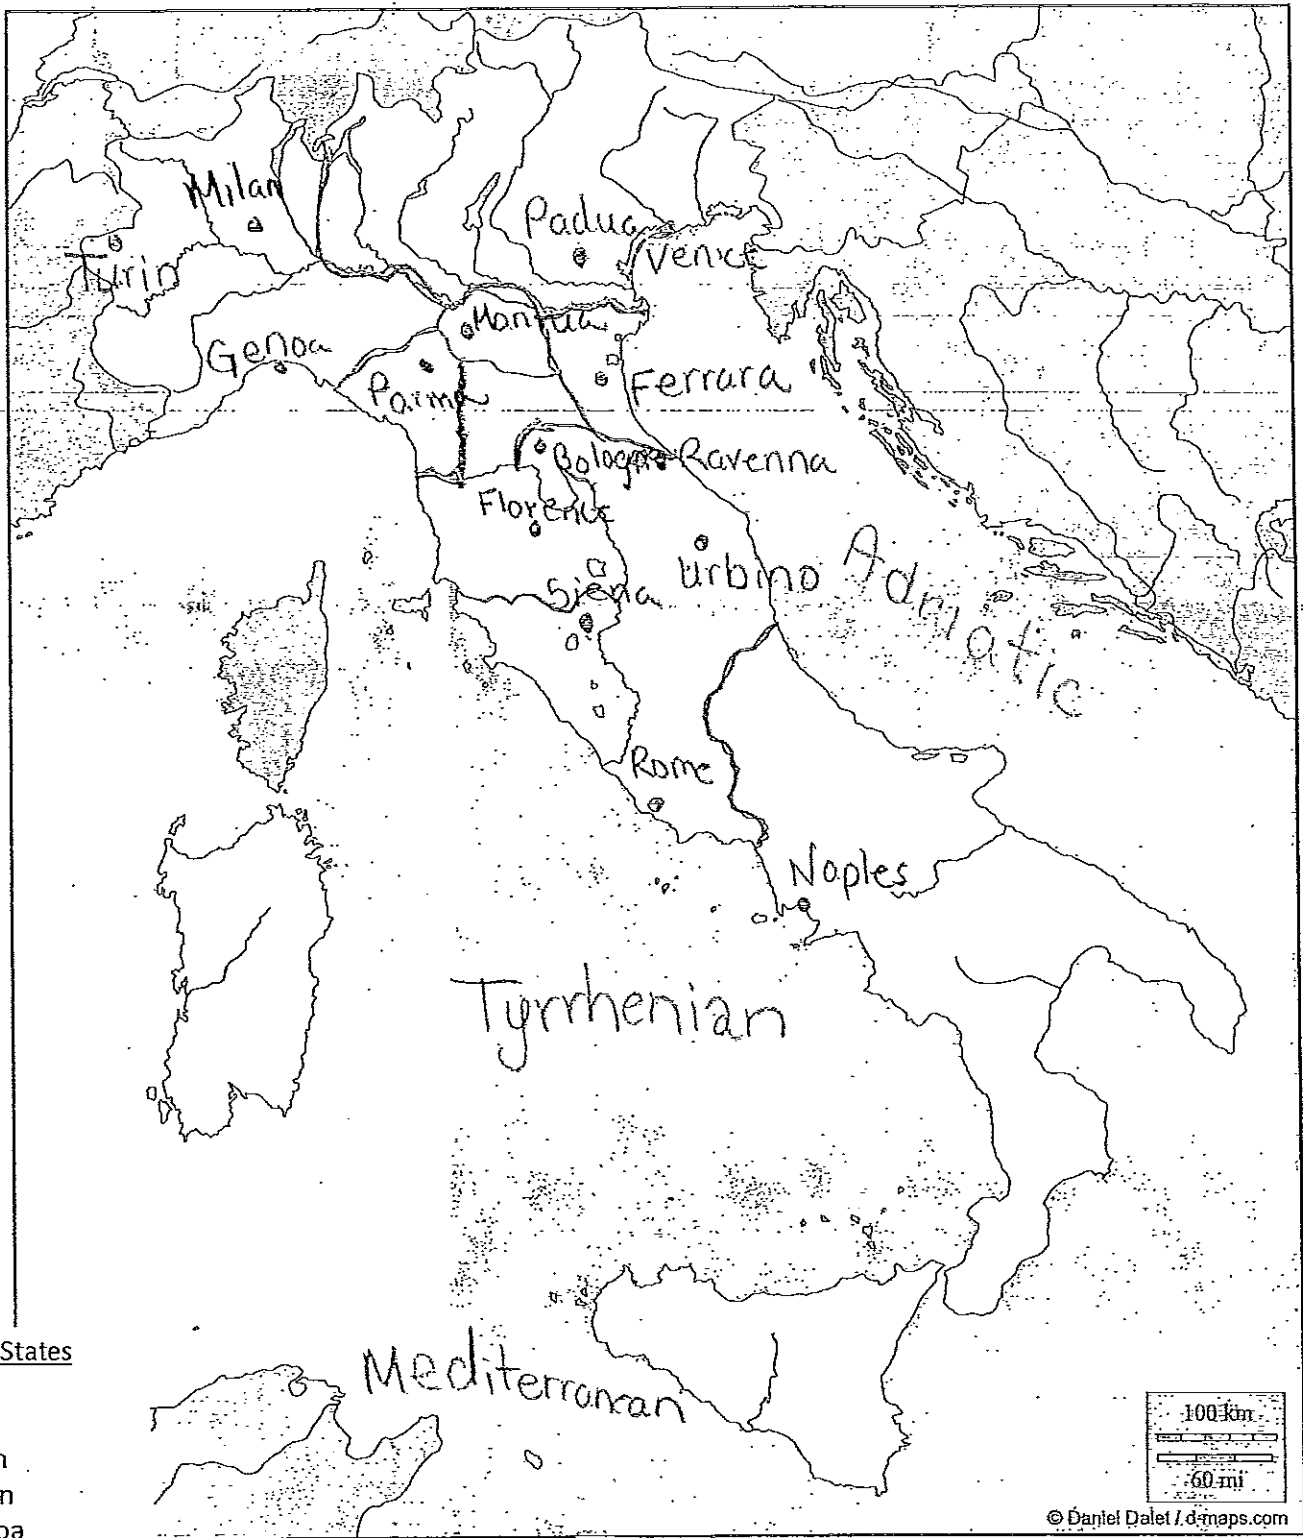 Milan
Padua
Venice
Turin
Mantua
Genoa
Parma
Ferrara
Bologna
Ravenna
Florence
Urbino
Adriatic
Siena
Rome
Naples
Tyrrhenian
States
Mediterranean
100 km
60 mi
© Daniel Dalet / d-maps.com